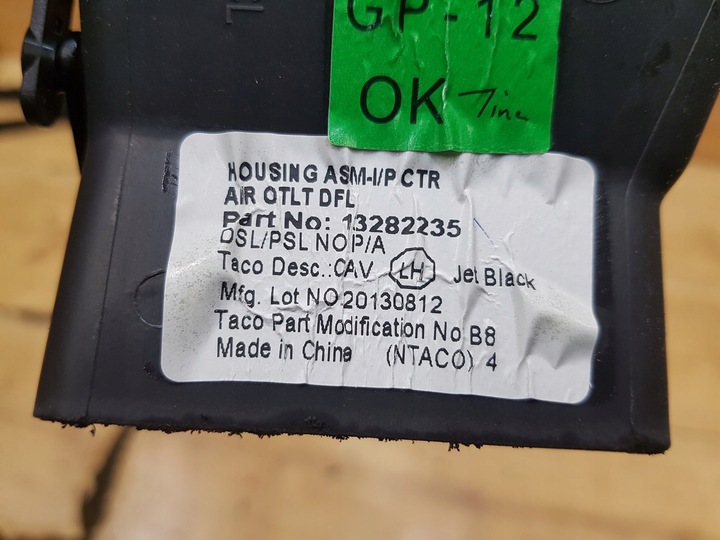 GP-12
OK Tina
HOUSING ASM-I/P CTR
AIR OTLT DFL
Part No: 13282235
DSL/PSL NO P/A
Taco Desc.:CAV LH Jet Black
Mfg. Lot NO.20130812
Taco Part Modification No B8
Made in China (NTACO) 4